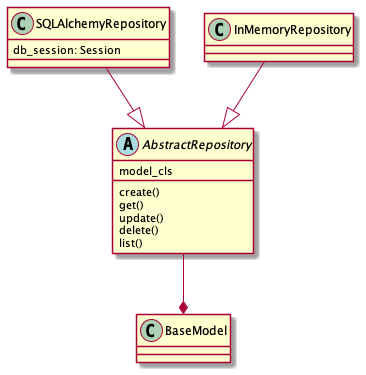 C SQLAlchemyRepository
db_session: Session
C InMemoryRepository
A AbstractRepository
model_cls
create()
get()
update()
delete()
list()
C BaseModel